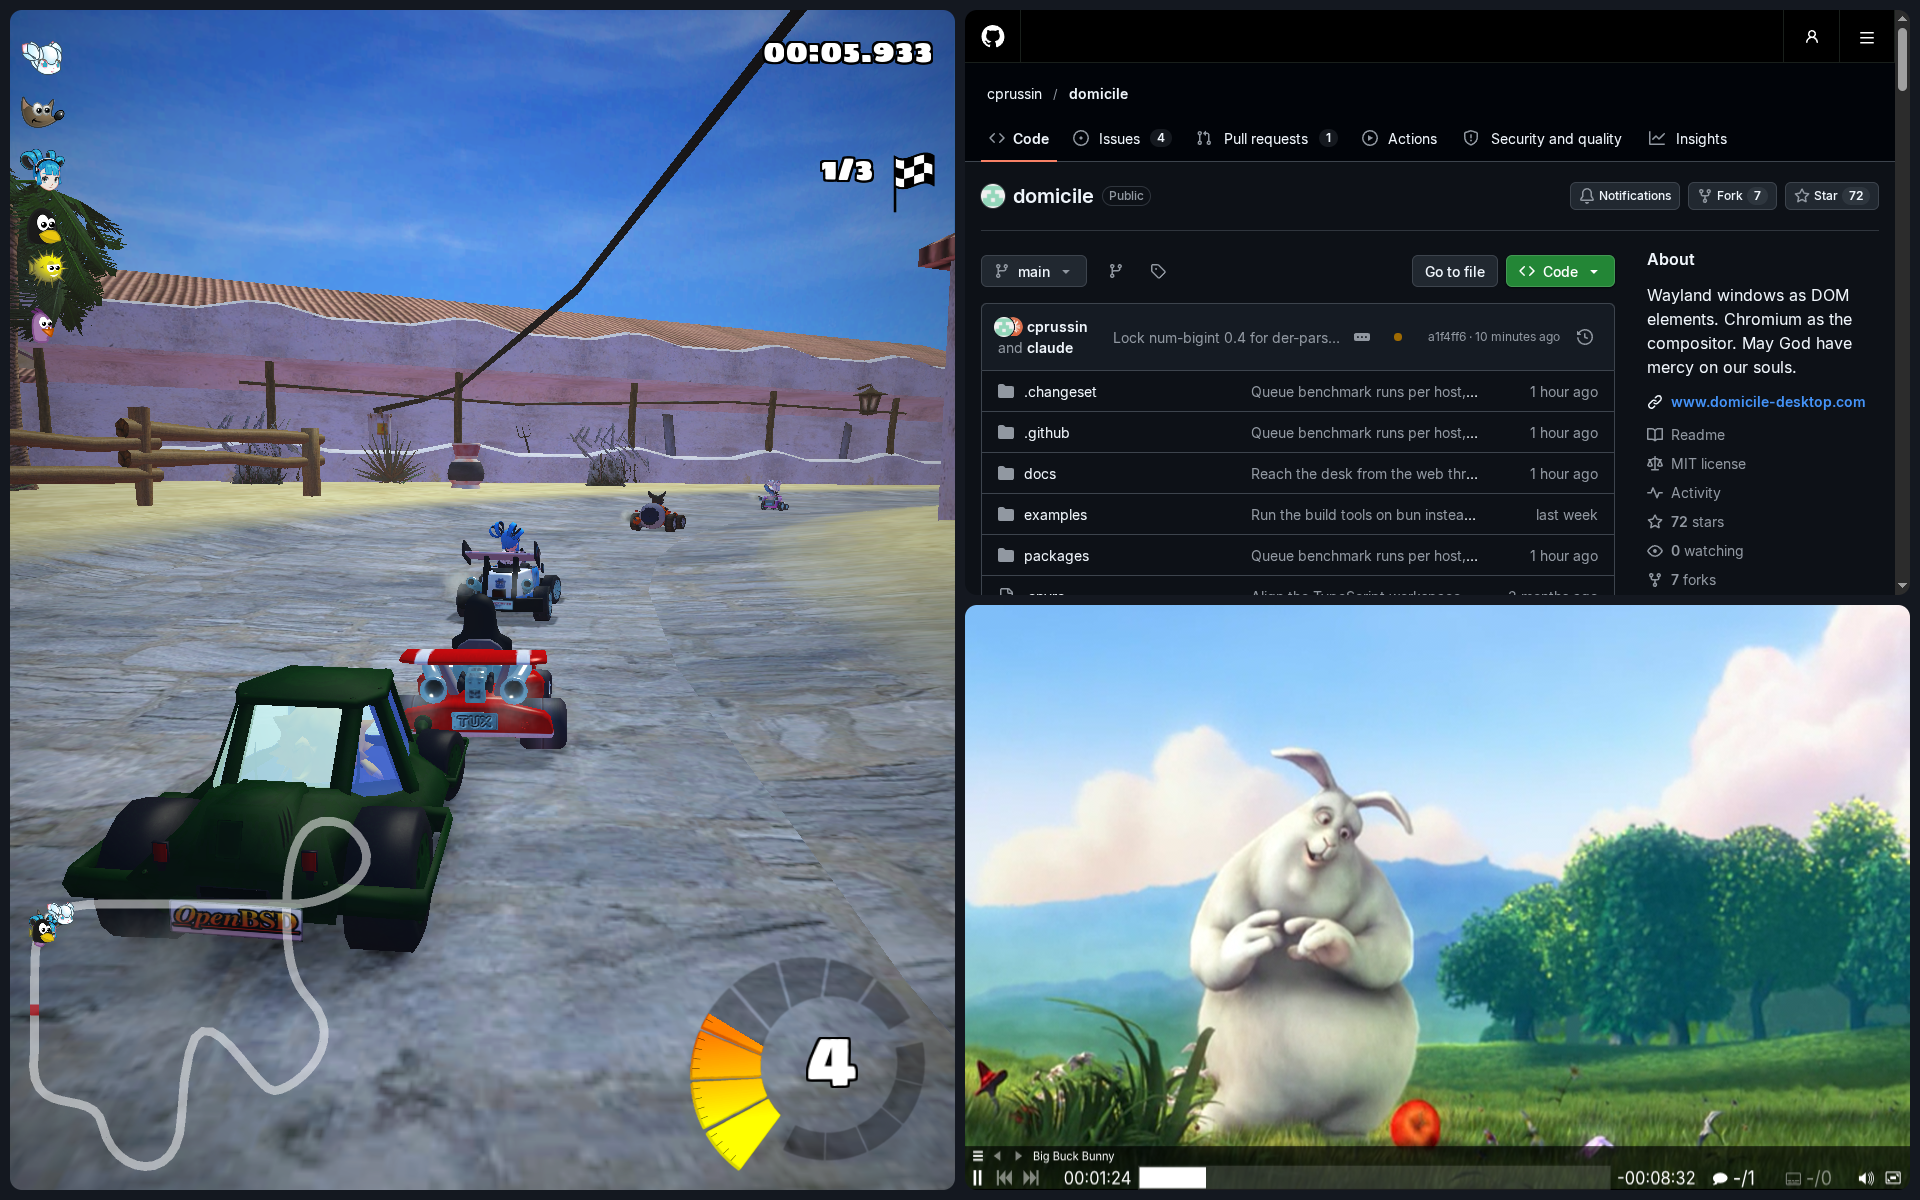 00:05.933
1/3
TUX
OpenBSD
4
cprussin / domicile
Code
Issues 4
Pull requests 1
Actions
Security and quality
Insights
domicile Public
Notifications
Fork 7
Star 72
main
Go to file
Code
cprussin
and claude
Lock num-bigint 0.4 for der-pars...
a1f4ff6 · 10 minutes ago
.changeset Queue benchmark runs per host,... 1 hour ago
.github Queue benchmark runs per host,... 1 hour ago
docs Reach the desk from the web thr... 1 hour ago
examples Run the build tools on bun instea... last week
packages Queue benchmark runs per host,... 1 hour ago
About
Wayland windows as DOM
elements. Chromium as the
compositor. May God have
mercy on our souls.
www.domicile-desktop.com
Readme
MIT license
Activity
72 stars
0 watching
7 forks
Big Buck Bunny
00:01:24
-00:08:32
-/1
-/0